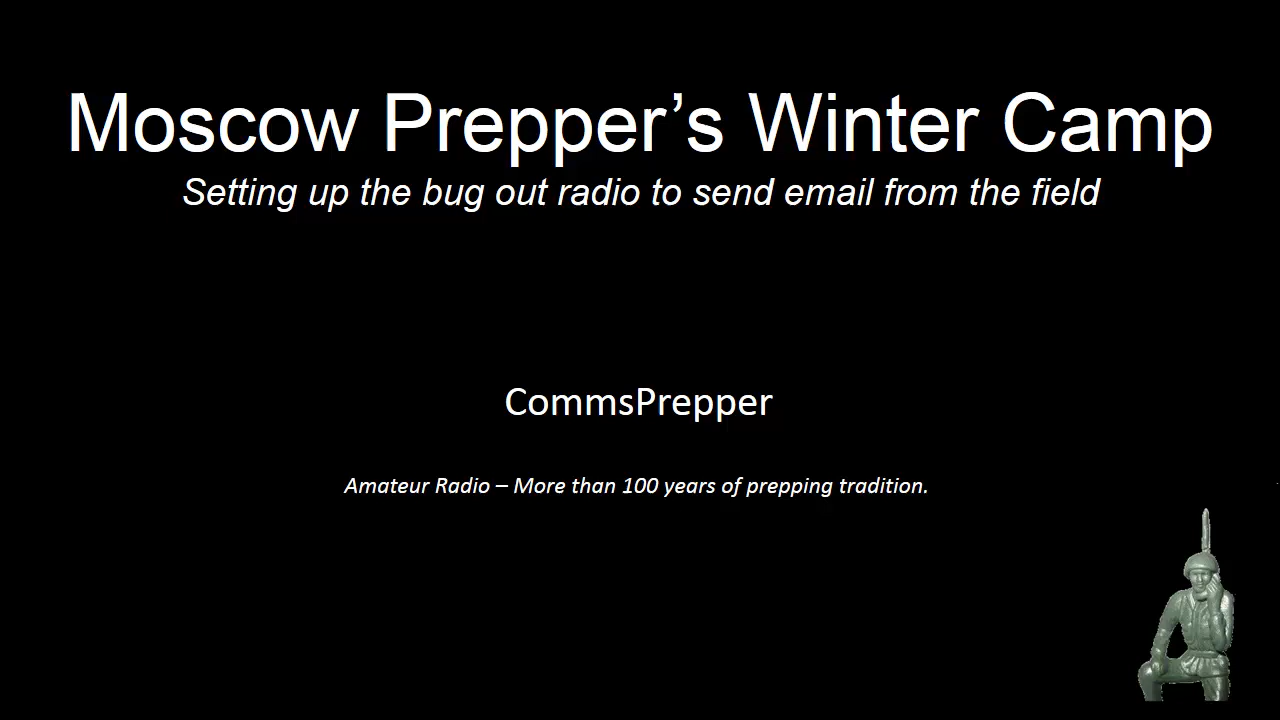 Moscow Prepper’s Winter Camp
Setting up the bug out radio to send email from the field
CommsPrepper
Amateur Radio – More than 100 years of prepping tradition.